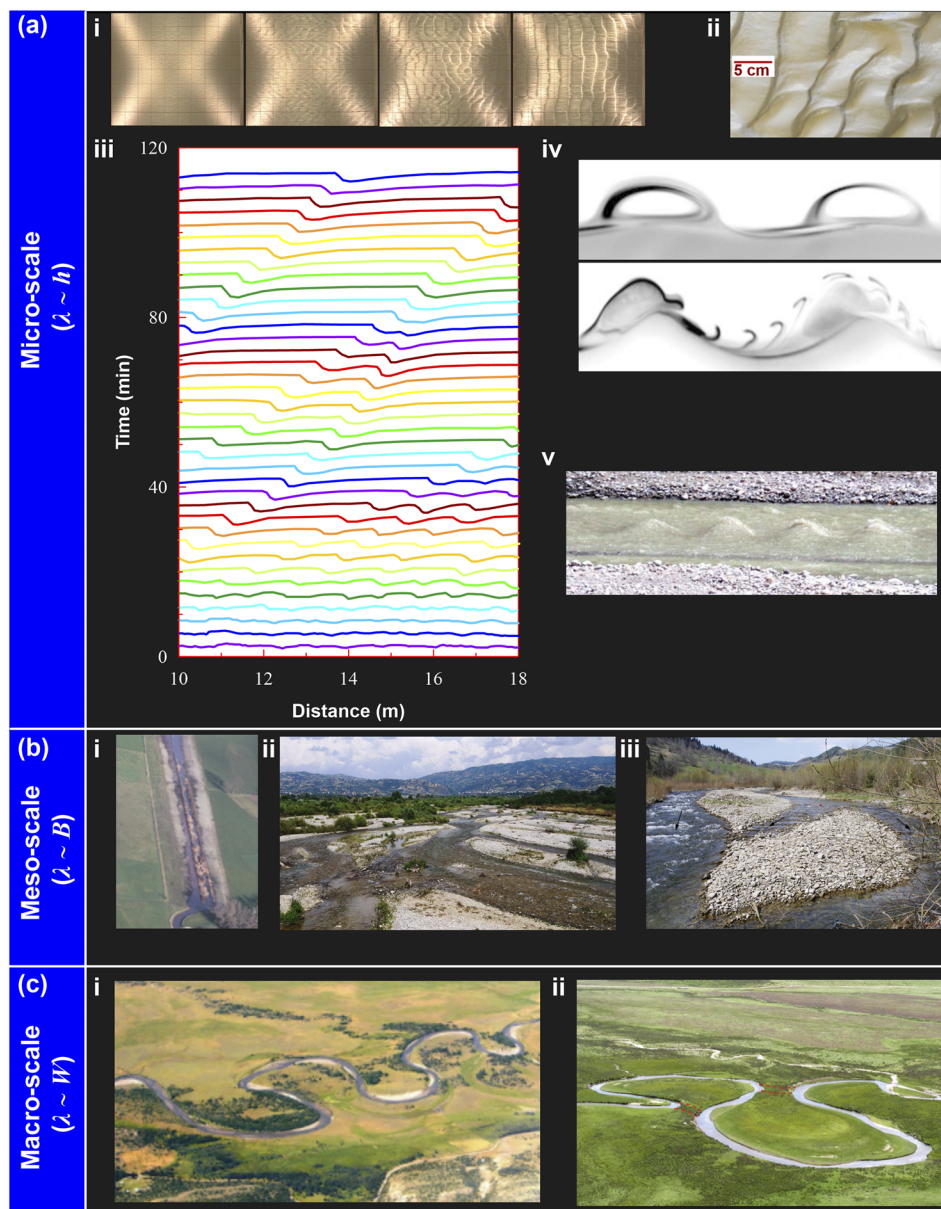 (a)
Micro-scale
(λ ~ h)
i
ii
5 cm
iii
iv
120
80
40
0
Time (min)
10
12
14
16
18
Distance (m)
v
(b)
Meso-scale
(λ ~ B)
i
ii
iii
(c)
Macro-scale
(λ ~ W)
i
ii